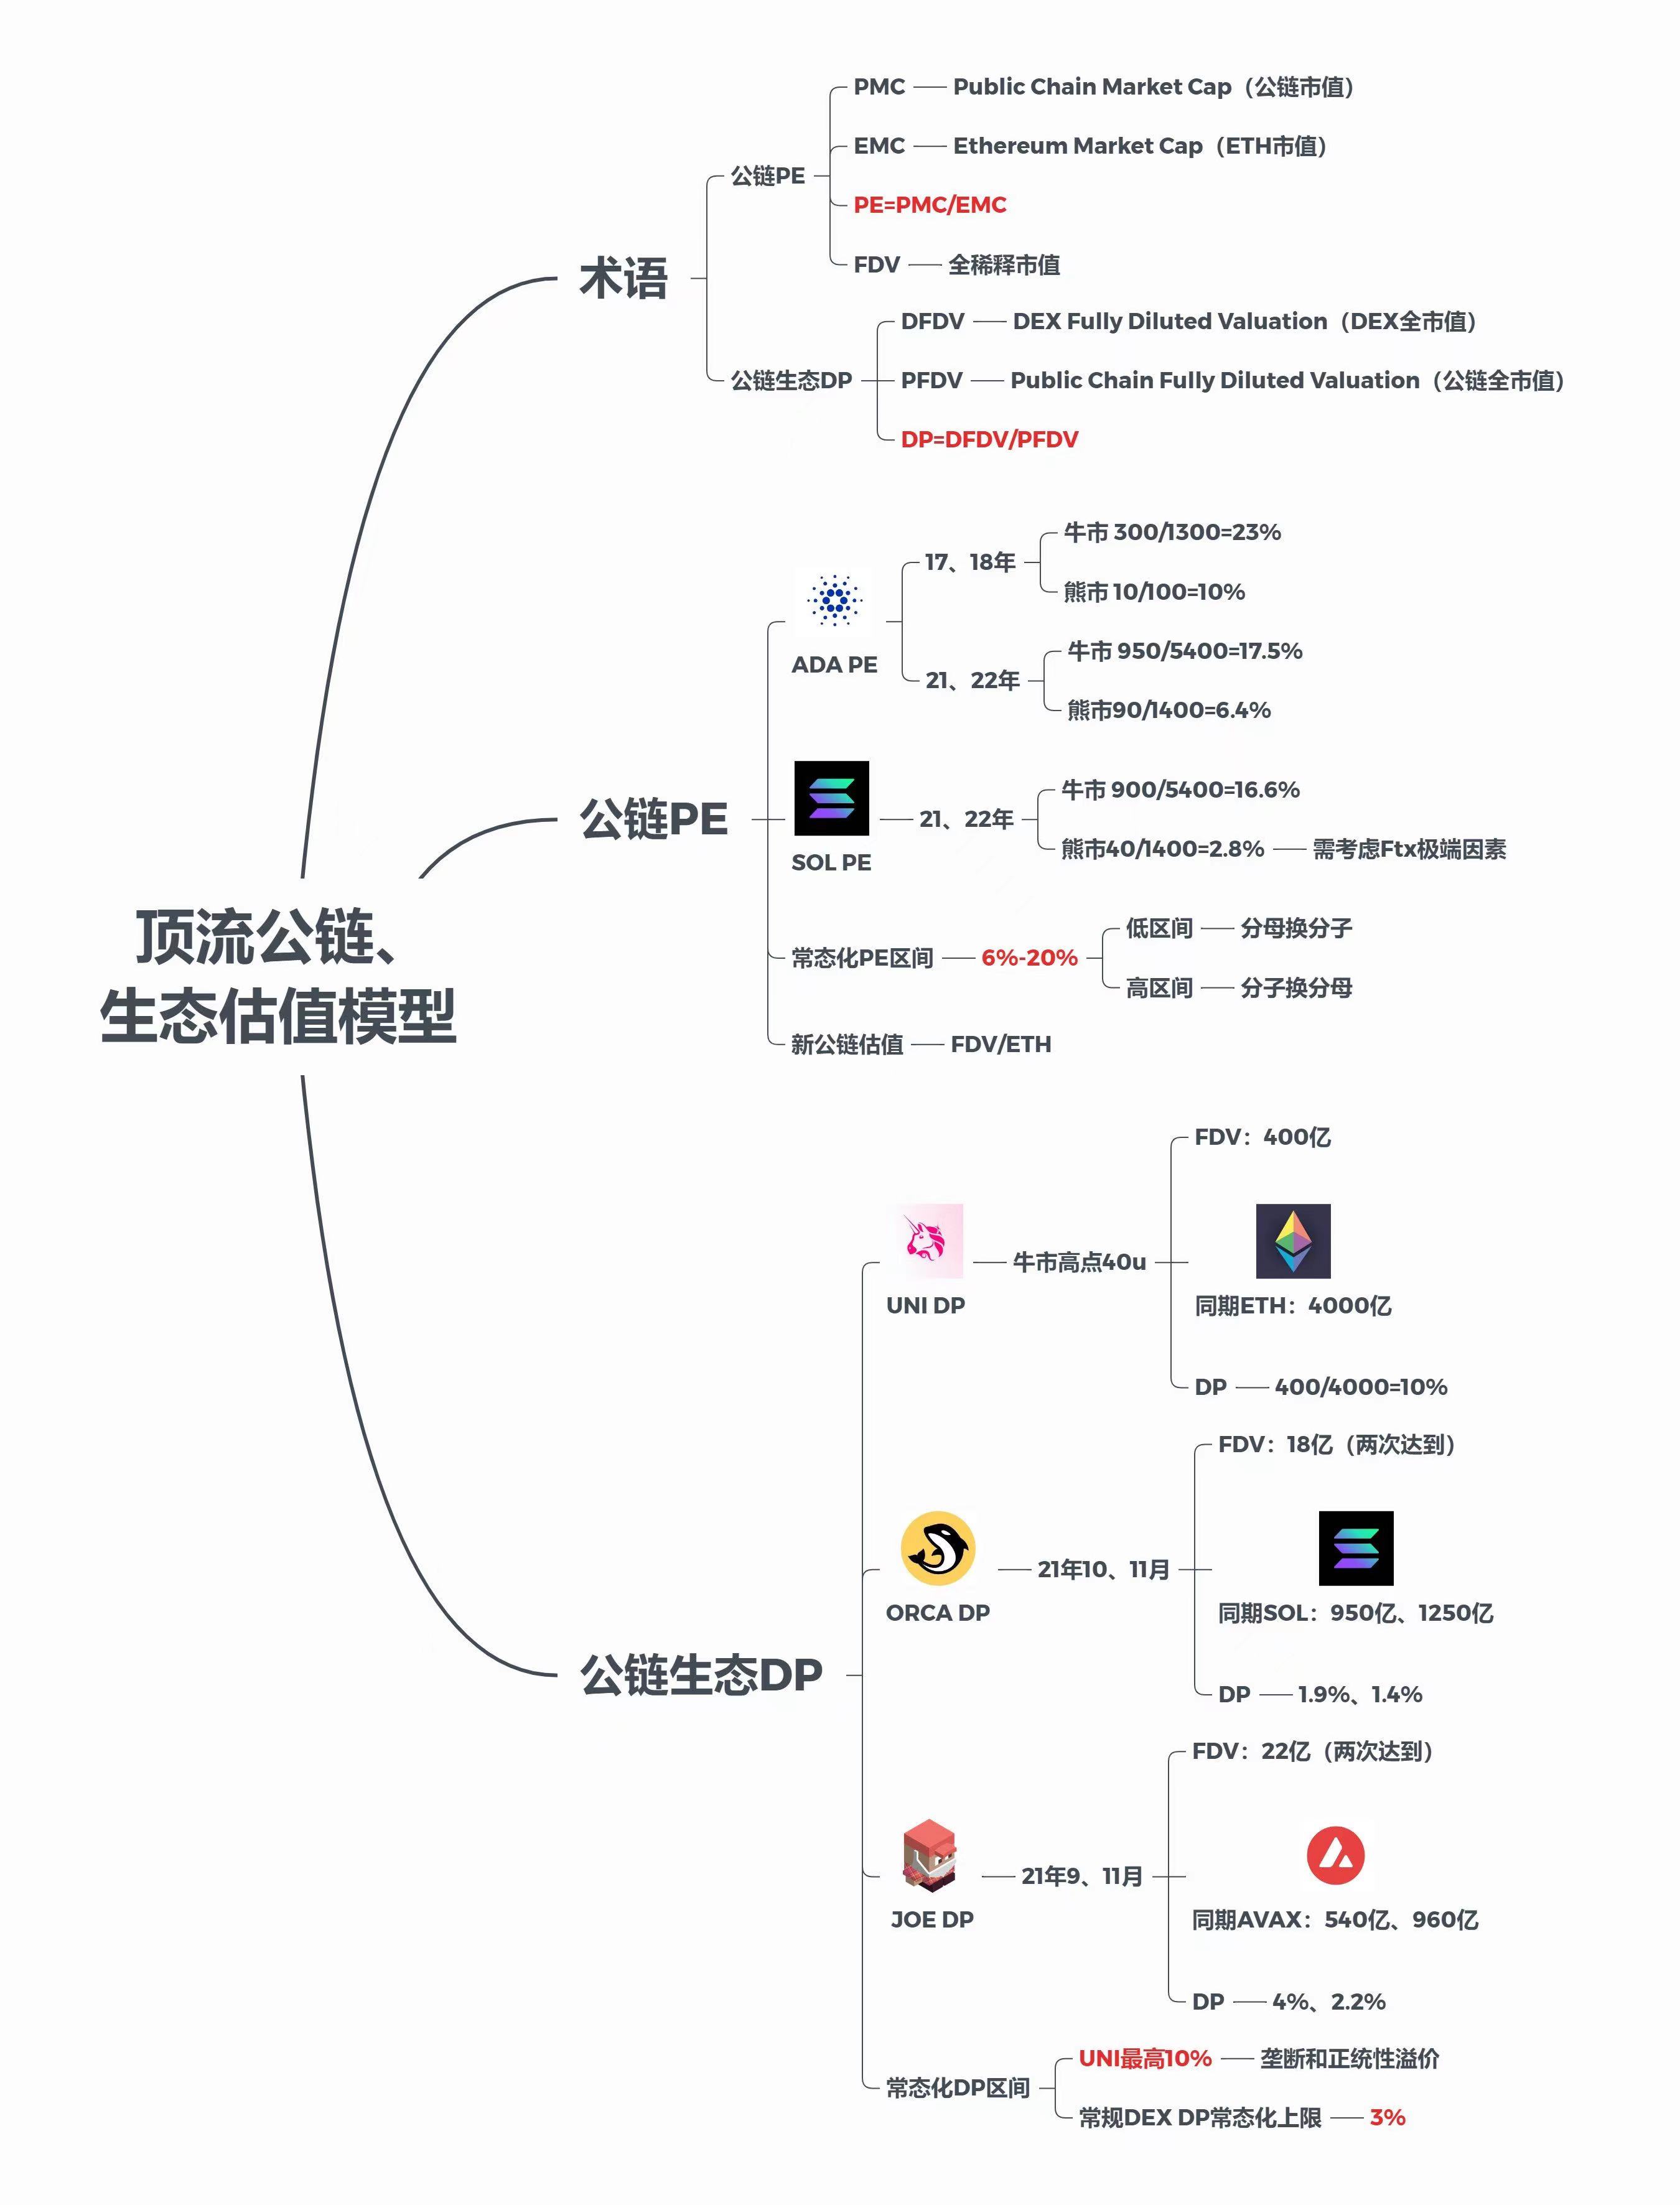 PMC
Public Chain Market Cap（公链市值）
EMC
Ethereum Market Cap（ETH市值）
公链PE
PE=PMC/EMC
FDV
全稀释市值
术语
DFDV
DEX Fully Diluted Valuation（DEX全市值）
公链生态DP
PFDV
Public Chain Fully Diluted Valuation（公链全市值）
DP=DFDV/PFDV
牛市 300/1300=23%
17、18年
熊市 10/100=10%
ADA PE
牛市 950/5400=17.5%
21、22年
熊市90/1400=6.4%
公链PE
牛市 900/5400=16.6%
21、22年
熊市40/1400=2.8%
需考虑Ftx极端因素
SOL PE
低区间
分母换分子
常态化PE区间
6%-20%
高区间
分子换分母
新公链估值
FDV/ETH
顶流公链、
生态估值模型
FDV：400亿
牛市高点40u
UNI DP
同期ETH：4000亿
DP
400/4000=10%
FDV：18亿（两次达到）
21年10、11月
ORCA DP
同期SOL：950亿、1250亿
公链生态DP
DP
1.9%、1.4%
FDV：22亿（两次达到）
21年9、11月
JOE DP
同期AVAX：540亿、960亿
DP
4%、2.2%
UNI最高10%
垄断和正统性溢价
常态化DP区间
常规DEX DP常态化上限
3%